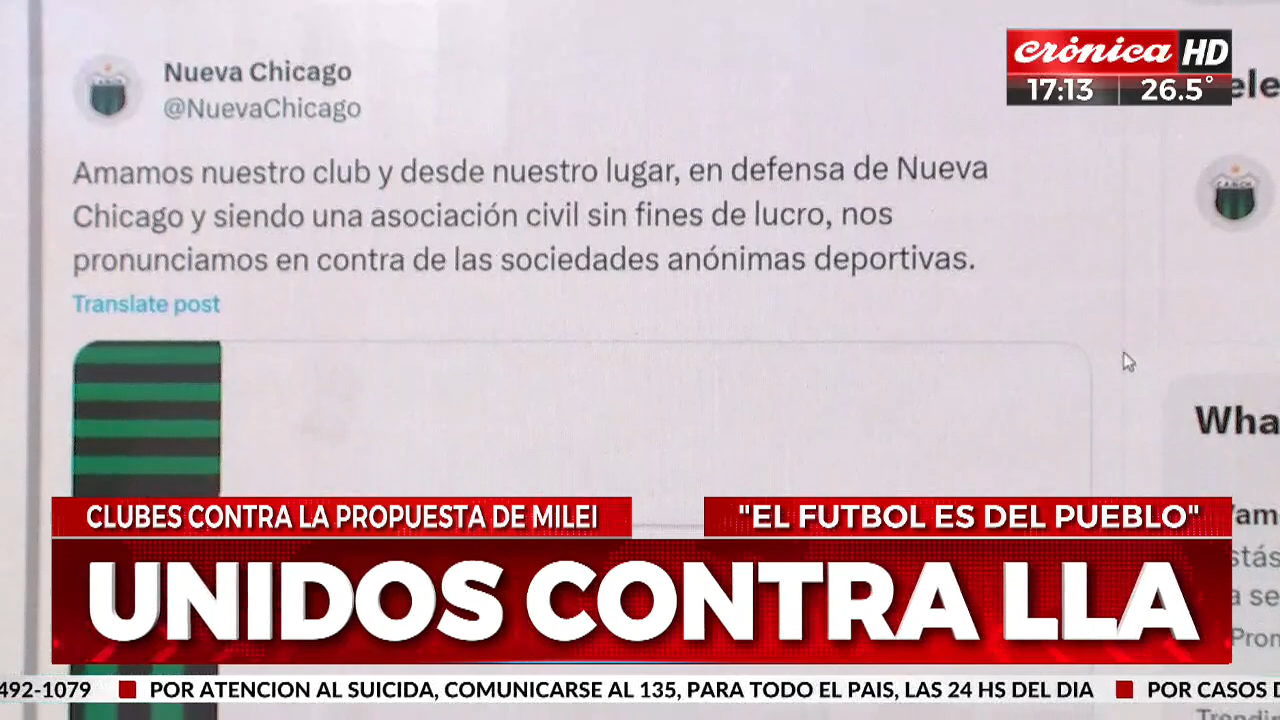 Nueva Chicago
@NuevaChicago
crónica HD
17:13 26.5°
Amamos nuestro club y desde nuestro lugar, en defensa de Nueva
Chicago y siendo una asociación civil sin fines de lucro, nos
pronunciamos en contra de las sociedades anónimas deportivas.
Translate post
CLUBES CONTRA LA PROPUESTA DE MILEI
"EL FUTBOL ES DEL PUEBLO"
UNIDOS CONTRA LLA
492-1079 POR ATENCION AL SUICIDA, COMUNICARSE AL 135, PARA TODO EL PAIS, LAS 24 HS DEL DIA POR CASOS D